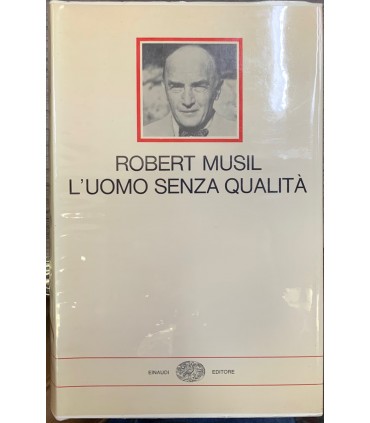 ROBERT MUSIL
L'UOMO SENZA QUALITÀ
EINAUDI EDITORE